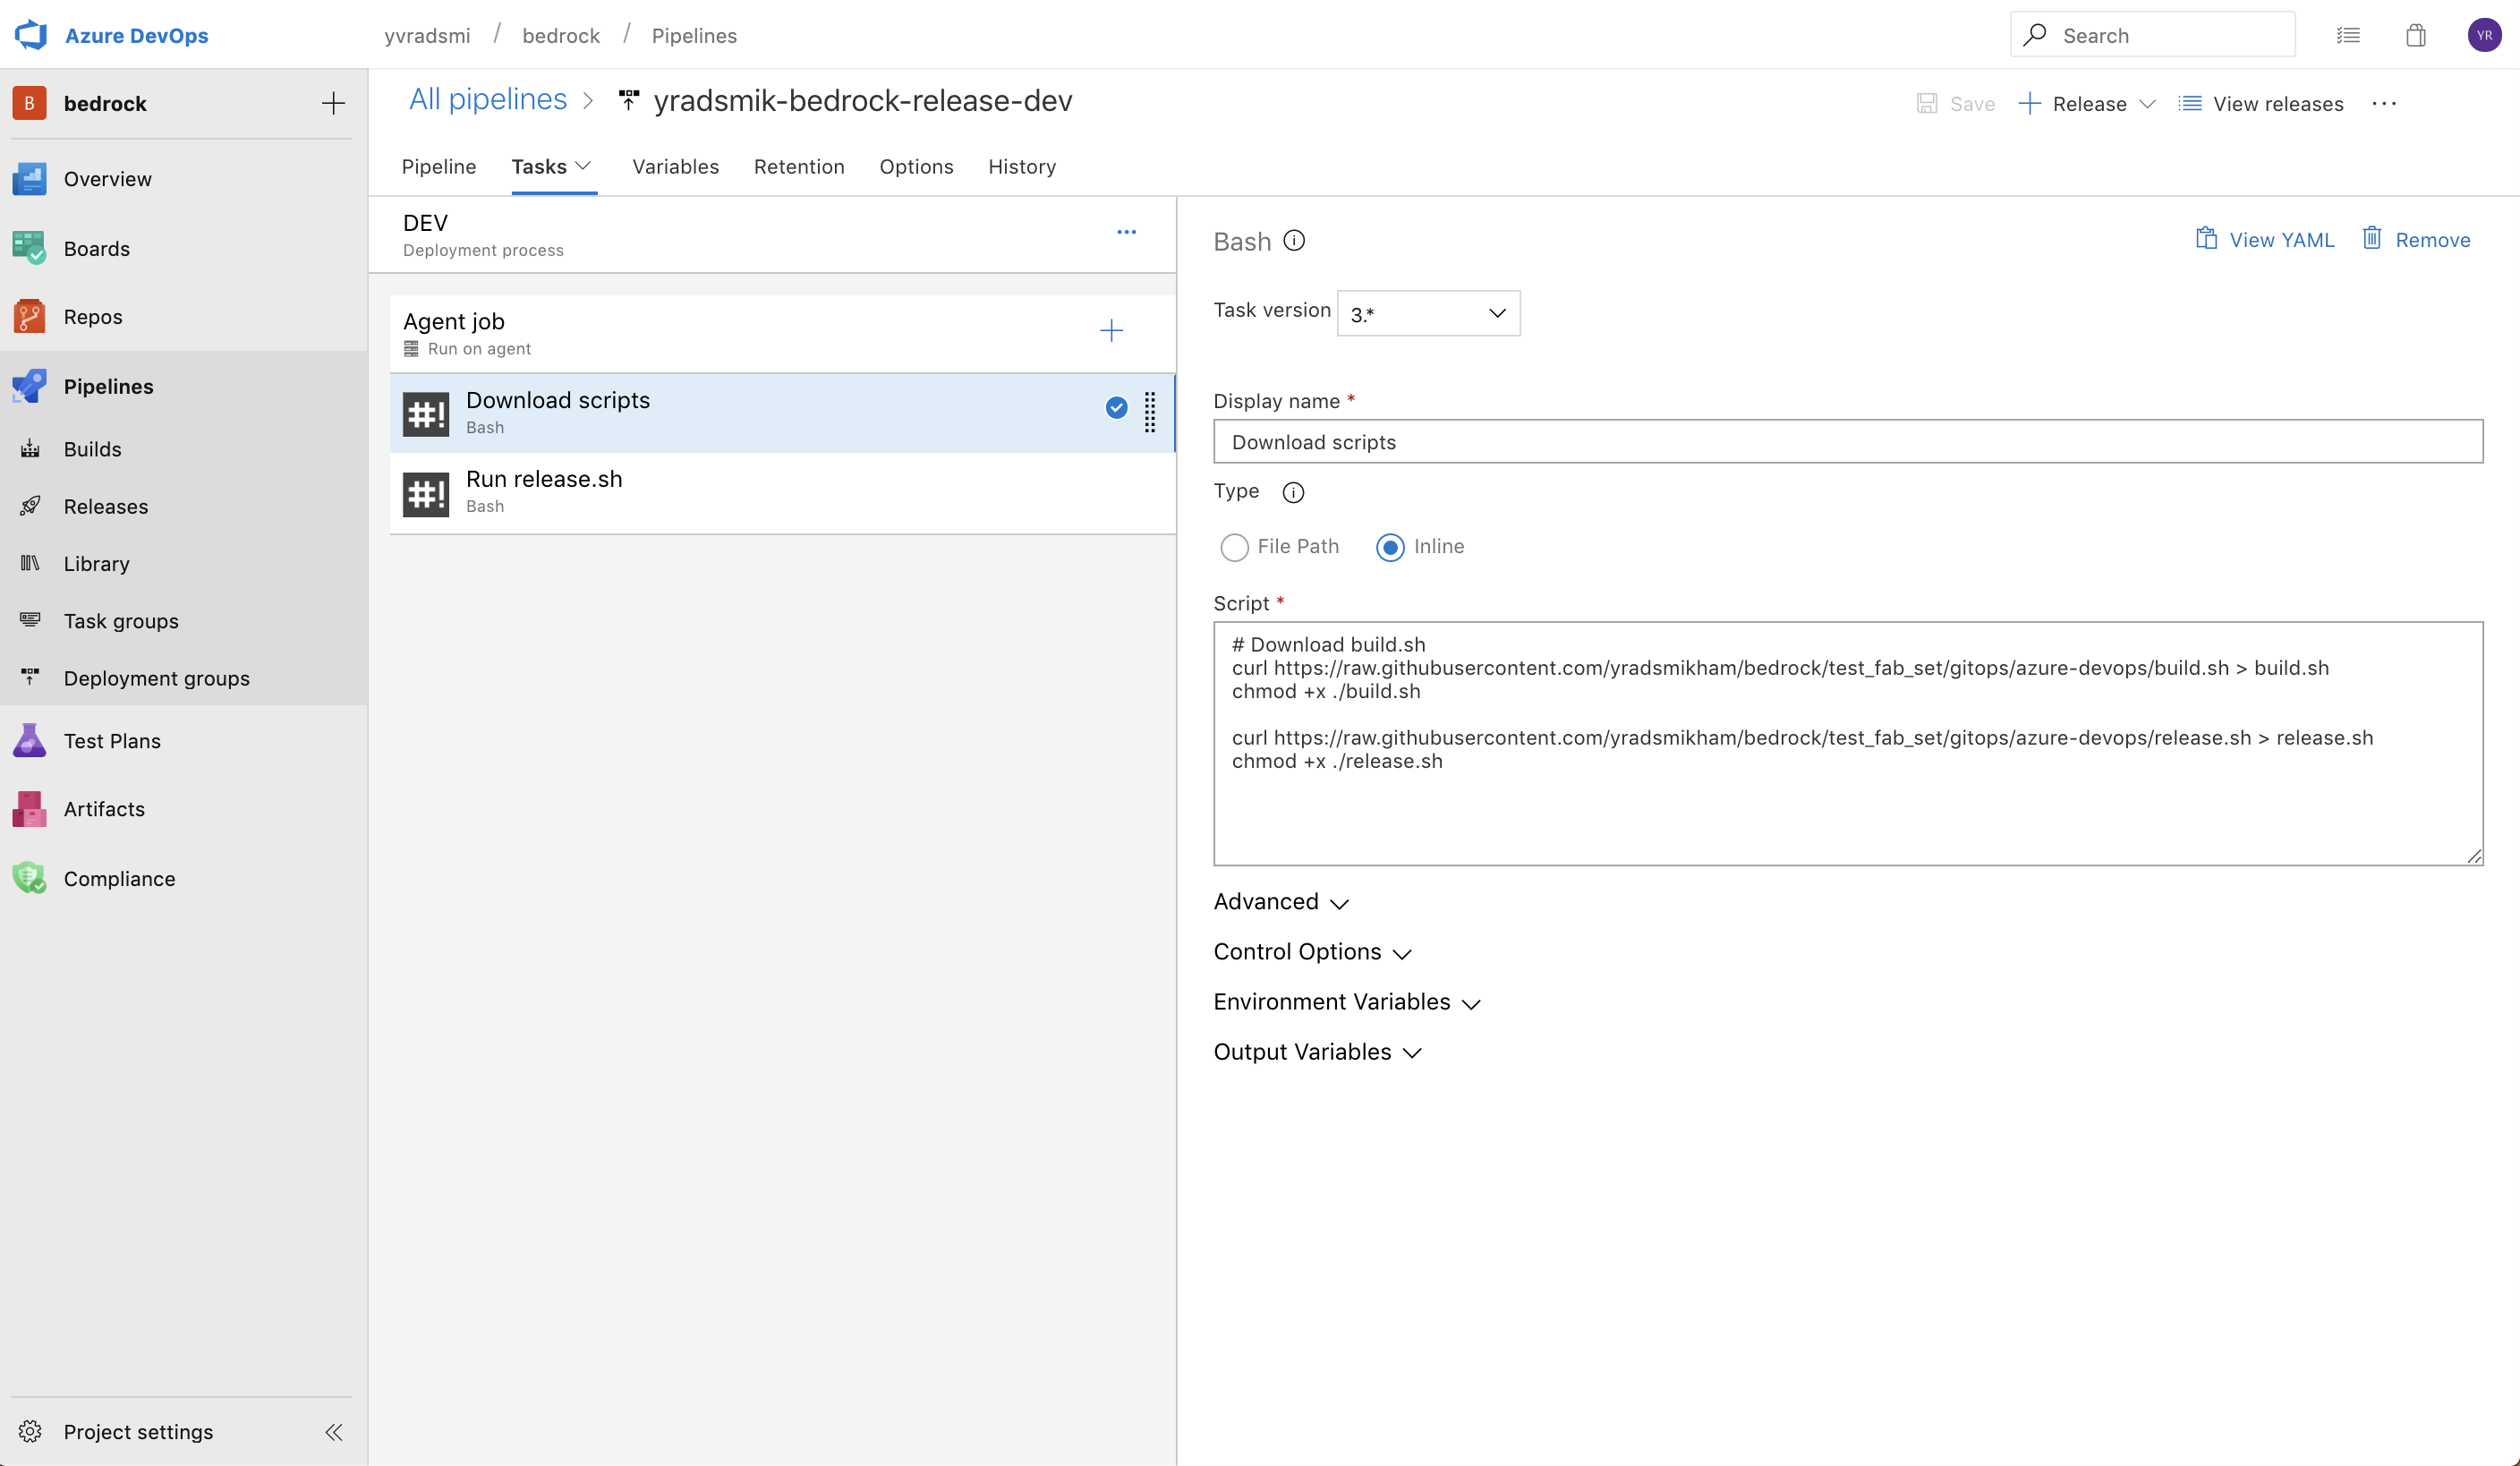 Azure DevOps
yvradsmi / bedrock / Pipelines
Search
YR
B bedrock
Overview
Boards
Repos
Pipelines
Builds
Releases
Library
Task groups
Deployment groups
Test Plans
Artifacts
Compliance
Project settings
All pipelines > yradsmik-bedrock-release-dev
Save
Release
View releases
Pipeline
Tasks
Variables
Retention
Options
History
DEV
Deployment process
Agent job
Run on agent
#! Download scripts
Bash
#! Run release.sh
Bash
Bash
View YAML
Remove
Task version 3.*
Display name *
Download scripts
Type
File Path
Inline
Script *
# Download build.sh
curl https://raw.githubusercontent.com/yradsmikham/bedrock/test_fab_set/gitops/azure-devops/build.sh > build.sh
chmod +x ./build.sh
curl https://raw.githubusercontent.com/yradsmikham/bedrock/test_fab_set/gitops/azure-devops/release.sh > release.sh
chmod +x ./release.sh
Advanced
Control Options
Environment Variables
Output Variables